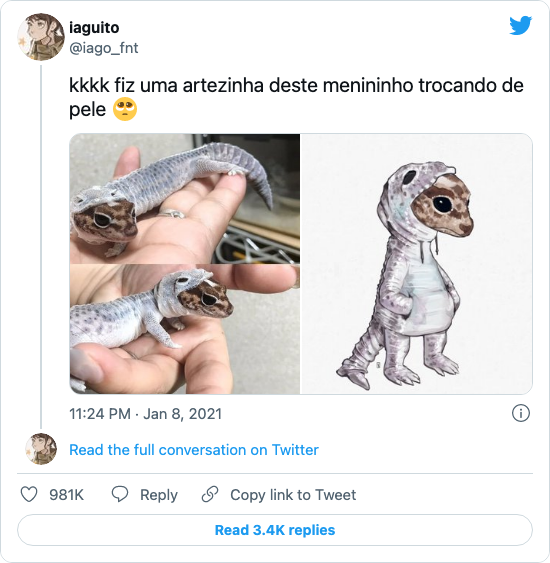 iaguito
@iago_fnt
kkkk fiz uma artezinha deste menininho trocando de
pele 🥺
11:24 PM · Jan 8, 2021
Read the full conversation on Twitter
981K Reply Copy link to Tweet
Read 3.4K replies